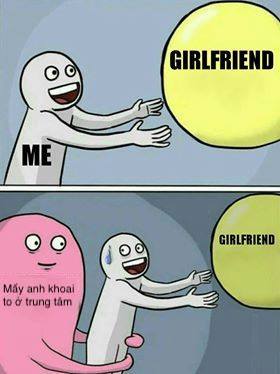 GIRLFRIEND
ME
GIRLFRIEND
Mấy anh khoai
to ở trung tâm